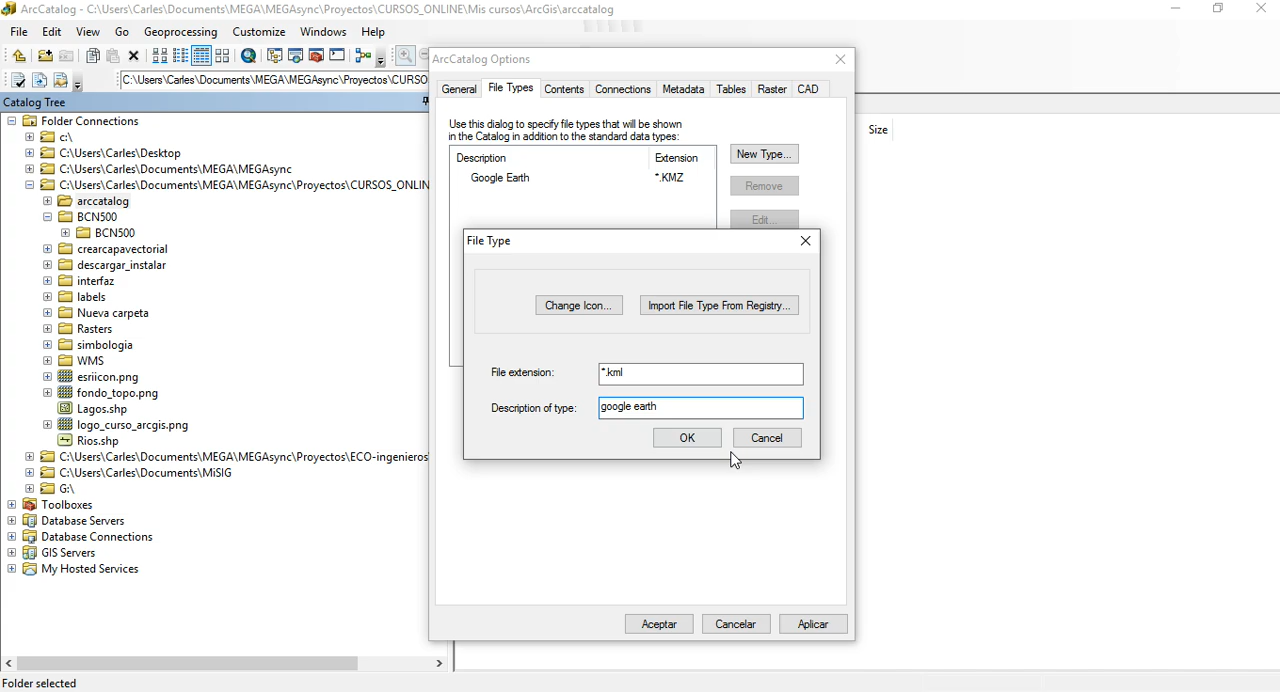 ArcCatalog - C:\Users\Carles\Documents\MEGA\MEGAsync\Proyectos\CURSOS_ONLINE\Mis cursos\ArcGis\arccatalog
File Edit View Go Geoprocessing Customize Windows Help
C:\Users\Carles\Documents\MEGA\MEGAsync\Proyectos\CURSO
Catalog Tree
Folder Connections
c:\
C:\Users\Carles\Desktop
C:\Users\Carles\Documents\MEGA\MEGAsync
C:\Users\Carles\Documents\MEGA\MEGAsync\Proyectos\CURSOS_ONLIN
arccatalog
BCN500
BCN500
crearcapavectorial
descargar_instalar
interfaz
labels
Nueva carpeta
Rasters
simbologia
WMS
esriicon.png
fondo_topo.png
Lagos.shp
logo_curso_arcgis.png
Rios.shp
C:\Users\Carles\Documents\MEGA\MEGAsync\Proyectos\ECO-ingenieros
C:\Users\Carles\Documents\MiSIG
G:\
Toolboxes
Database Servers
Database Connections
GIS Servers
My Hosted Services
Folder selected
ArcCatalog Options
General File Types Contents Connections Metadata Tables Raster CAD
Use this dialog to specify file types that will be shown
in the Catalog in addition to the standard data types:
Description Extension
Google Earth *.KMZ
New Type...
Remove
Edit...
File Type
Change Icon... Import File Type From Registry...
File extension: *.kml
Description of type: google earth
OK Cancel
Aceptar Cancelar Aplicar
Size